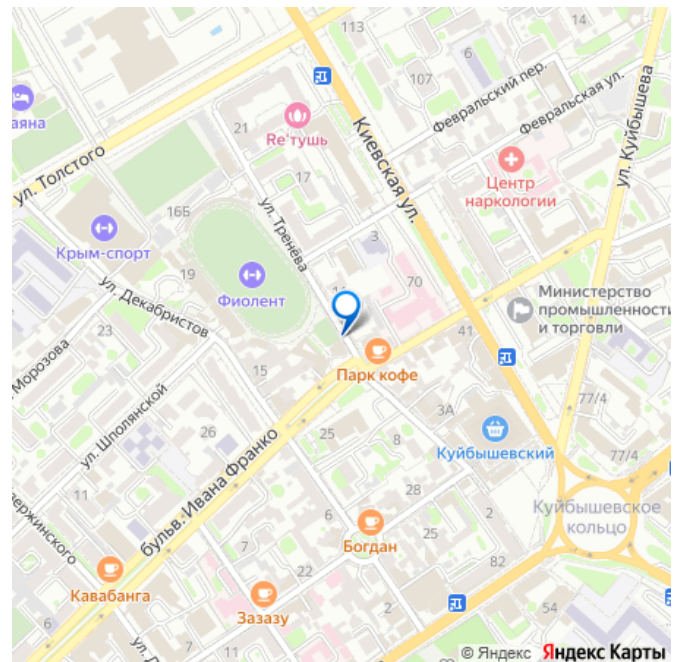 113
6
107
14
Февральский пер.
Февральская ул.
ул. Куйбышева
аяна
21
Re'тушь
Киевская ул.
ул. Толстого
17
Центр
наркологии
16Б
ул. Тренёва
3
Крым-спорт
19
Фиолент
70
Министерство
промышленности
и торговли
ул. Декабристов
41
23
Морозова
15
Парк кофе
77/4
ул. Шполянской
3А
26
25
8
Куйбышевский
77/4
11
бульв. Ивана Франко
28
Куйбышевское
кольцо
2
зержинского
6
Богдан
25
7
22
82
Кавабанга
Зазазу
2
54
6
ул. Д
© Яндекс Яндекс Карты